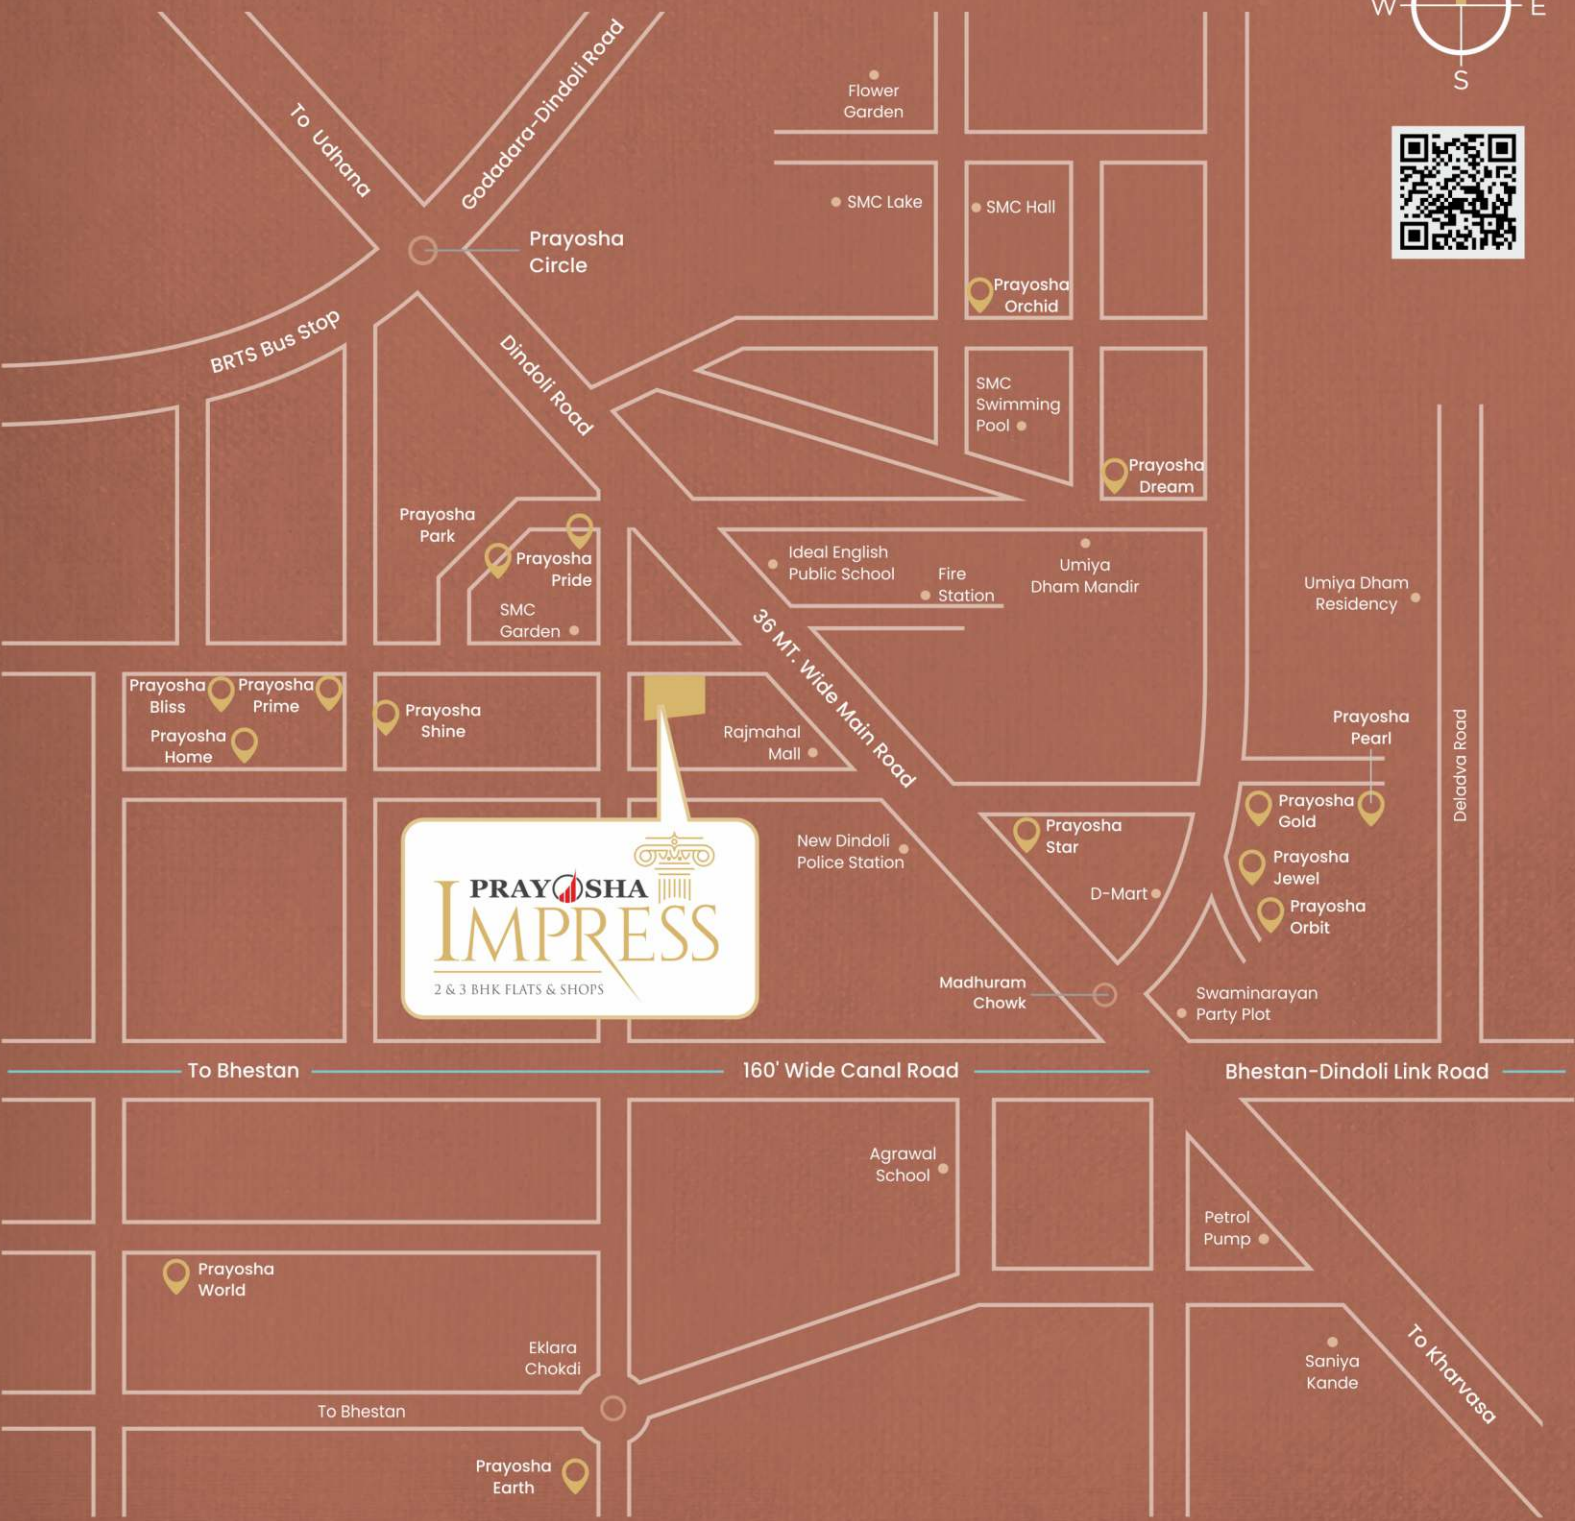 W
E
S
Flower
Garden
To Udhana
Godadara-Dindoli Road
SMC Lake
SMC Hall
Prayosha
Circle
Prayosha
Orchid
BRTS Bus Stop
Dindoli Road
SMC
Swimming
Pool
Prayosha
Dream
Prayosha
Park
Prayosha
Pride
SMC
Garden
Ideal English
Public School
Fire
Station
Umiya
Dham Mandir
Umiya Dham
Residency
36 MT. Wide Main Road
Prayosha
Bliss
Prayosha
Prime
Prayosha
Home
Prayosha
Shine
Rajmahal
Mall
Prayosha
Pearl
Deladva Road
Prayosha
Gold
Prayosha
Star
New Dindoli
Police Station
Prayosha
Jewel
D-Mart
Prayosha
Orbit
PRAYOSHA
IMPRESS
2 & 3 BHK FLATS & SHOPS
Madhuram
Chowk
Swaminarayan
Party Plot
To Bhestan
160' Wide Canal Road
Bhestan-Dindoli Link Road
Agrawal
School
Petrol
Pump
Prayosha
World
Eklara
Chokdi
Saniya
Kande
To Kharvasa
To Bhestan
Prayosha
Earth